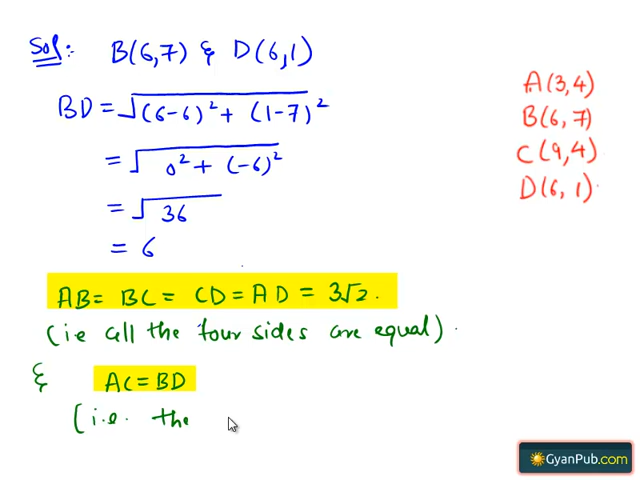 Sol:- B(6,7) & D(6,1)
BD = √(6-6)² + (1-7)²
= √0² + (-6)²
= √36
= 6
AB = BC = CD = AD = 3√2.
(i.e all the four sides are equal).
& AC = BD
(i.e. the
A(3,4)
B(6,7)
C(9,4)
D(6,1)
GyanPub.com